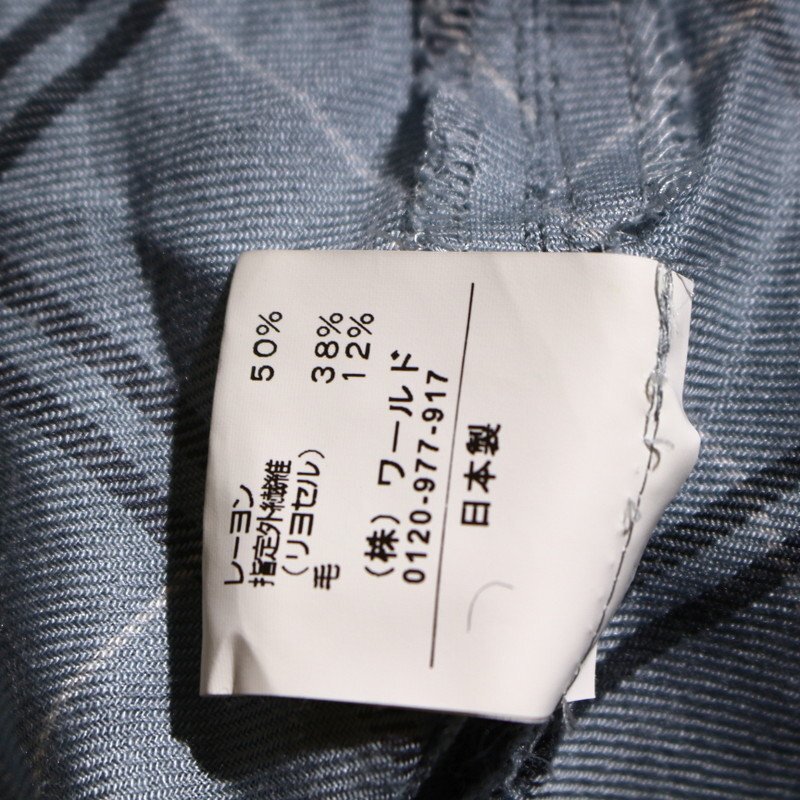 レーヨン 50%
指定外繊維
(リヨセル) 38%
毛 12%
(株) ワールド
0120-977-917
日本製